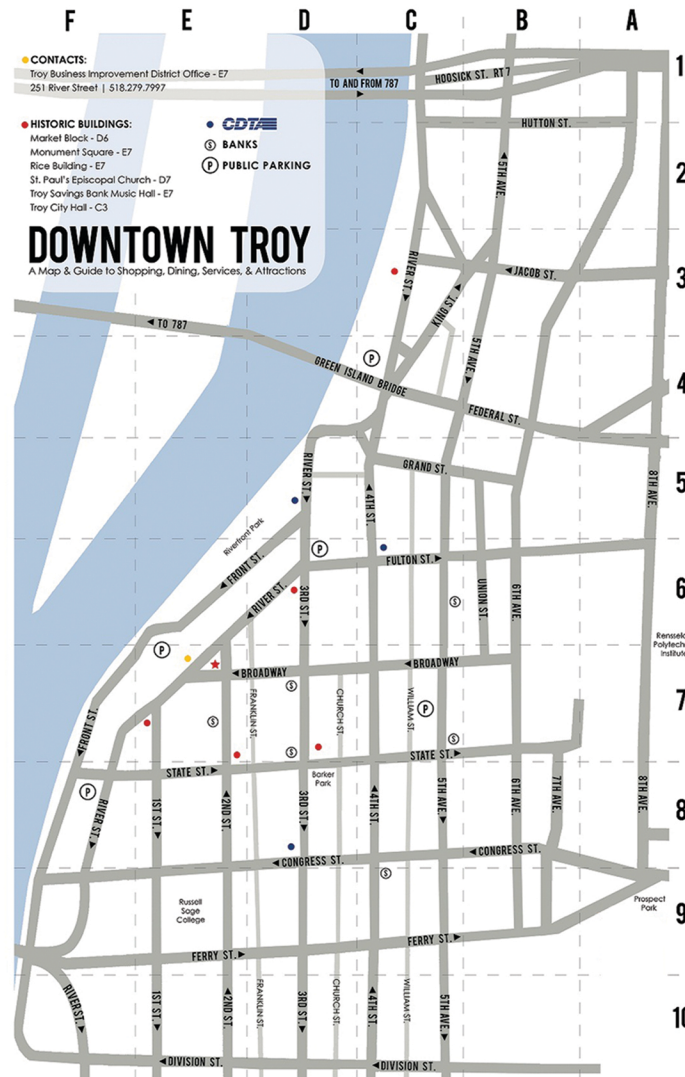 F E D C B A
CONTACTS:
Troy Business Improvement District Office - E7
251 River Street | 518.279.7997
HISTORIC BUILDINGS:
Market Block - D6
Monument Square - E7
Rice Building - E7
St. Paul's Episcopal Church - D7
Troy Savings Bank Music Hall - E7
Troy City Hall - C3
CDTA
S BANKS
P PUBLIC PARKING
DOWNTOWN TROY
A Map & Guide to Shopping, Dining, Services, & Attractions
1
HOOSICK ST. RT 7
TO AND FROM 787
HUTTON ST.
2
5TH AVE.
RIVER ST.
JACOB ST.
3
KING ST.
TO 787
5TH AVE.
P
GREEN ISLAND BRIDGE
4
FEDERAL ST.
GRAND ST.
RIVER ST.
4TH ST.
8TH AVE.
5
Riverfront Park
P
FRONT ST.
FULTON ST.
RIVER ST.
3RD ST.
S
UNION ST.
6TH AVE.
6
P
Institute
BROADWAY
BROADWAY
S
FRANKLIN ST.
CHURCH ST.
WILLIAM ST.
P
7
FRONT ST.
S
S
S
STATE ST.
STATE ST.
Barker
Park
P
RIVER ST.
1ST ST.
2ND ST.
3RD ST.
4TH ST.
5TH AVE.
6TH AVE.
7TH AVE.
8TH AVE.
8
CONGRESS ST.
CONGRESS ST.
S
Russell
Sage
College
Prospect
Park
9
FERRY ST.
FERRY ST.
RIVER ST.
1ST ST.
2ND ST.
FRANKLIN ST.
3RD ST.
CHURCH ST.
4TH ST.
WILLIAM ST.
5TH AVE.
10
DIVISION ST.
DIVISION ST.